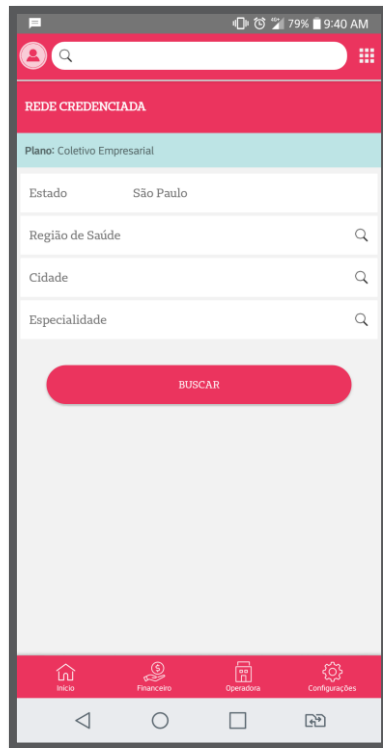 79% 9:40 AM
REDE CREDENCIADA
Plano: Coletivo Empresarial
Estado São Paulo
Região de Saúde
Cidade
Especialidade
BUSCAR
Início Financeiro Operadora Configurações